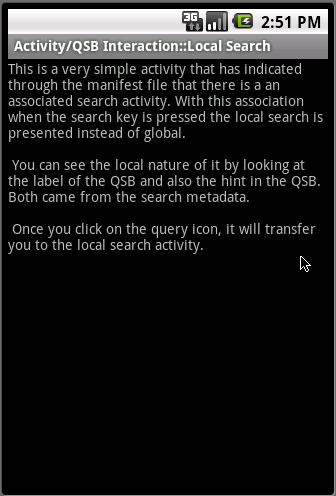 3G
2:51 PM
Activity/QSB Interaction::Local Search
This is a very simple activity that has indicated
through the manifest file that there is a an
associated search activity. With this association
when the search key is pressed the local search is
presented instead of global.
You can see the local nature of it by looking at
the label of the QSB and also the hint in the QSB.
Both came from the search metadata.
Once you click on the query icon, it will transfer
you to the local search activity.